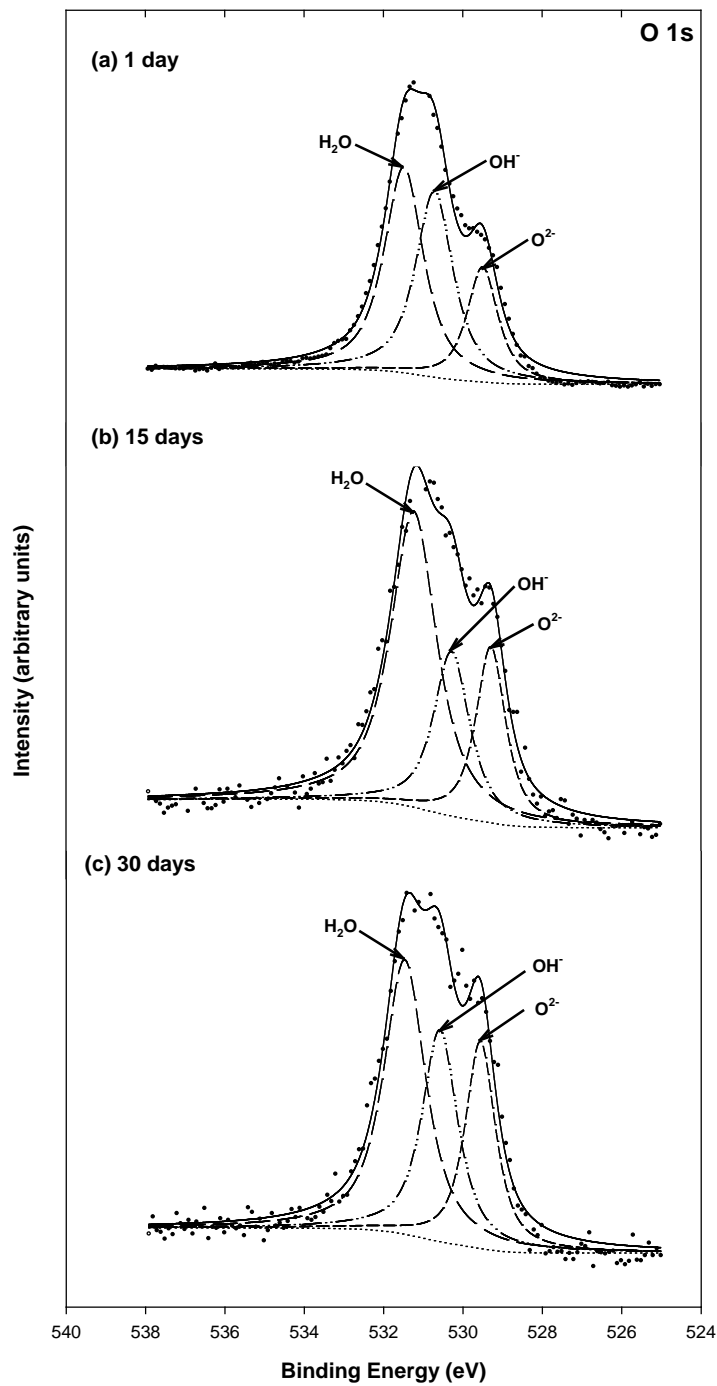 O 1s
(a) 1 day
H₂O
OH⁻
O²⁻
(b) 15 days
H₂O
OH⁻
O²⁻
Intensity (arbitrary units)
(c) 30 days
H₂O
OH⁻
O²⁻
540 538 536 534 532 530 528 526 524
Binding Energy (eV)